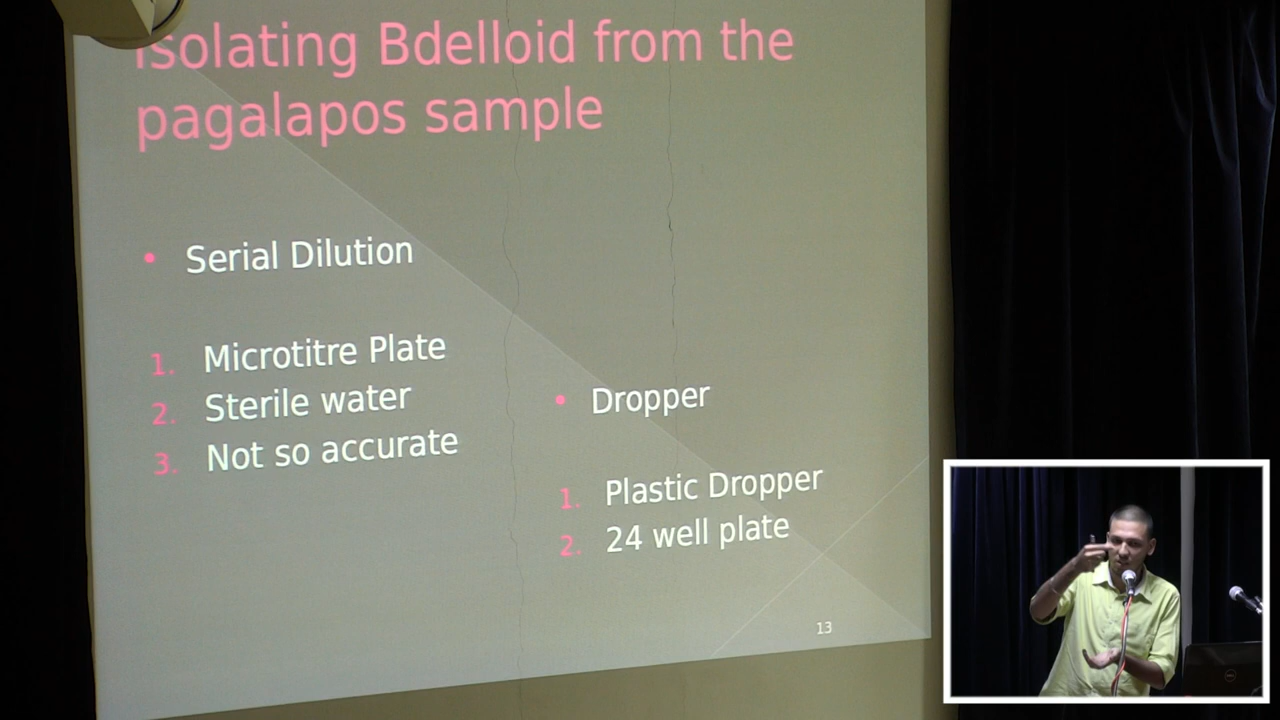 Isolating Bdelloid from the
pagalapos sample
• Serial Dilution
1. Microtitre Plate
2. Sterile water
3. Not so accurate
• Dropper
1. Plastic Dropper
2. 24 well plate
13